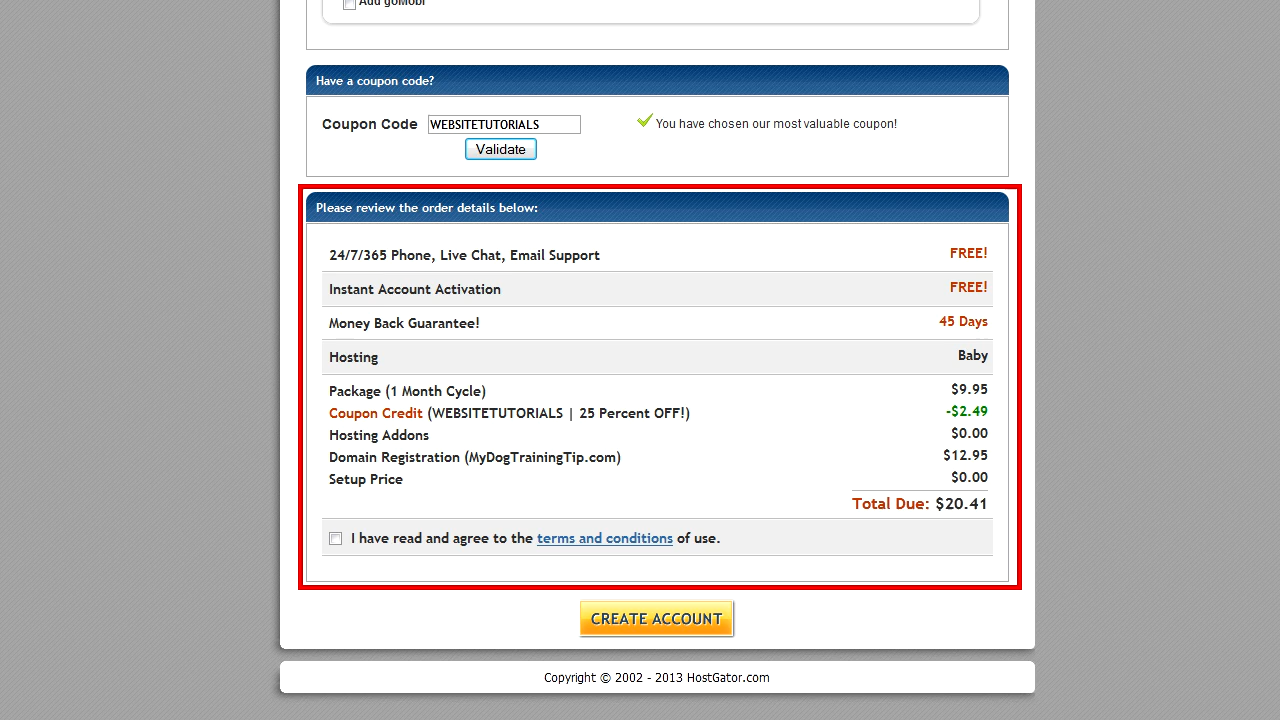 Add goMobi
Have a coupon code?
Coupon Code WEBSITETUTORIALS You have chosen our most valuable coupon!
Validate
Please review the order details below:
24/7/365 Phone, Live Chat, Email Support FREE!
Instant Account Activation FREE!
Money Back Guarantee! 45 Days
Hosting Baby
Package (1 Month Cycle) $9.95
Coupon Credit (WEBSITETUTORIALS | 25 Percent OFF!) -$2.49
Hosting Addons $0.00
Domain Registration (MyDogTrainingTip.com) $12.95
Setup Price $0.00
Total Due: $20.41
I have read and agree to the terms and conditions of use.
CREATE ACCOUNT
Copyright © 2002 - 2013 HostGator.com